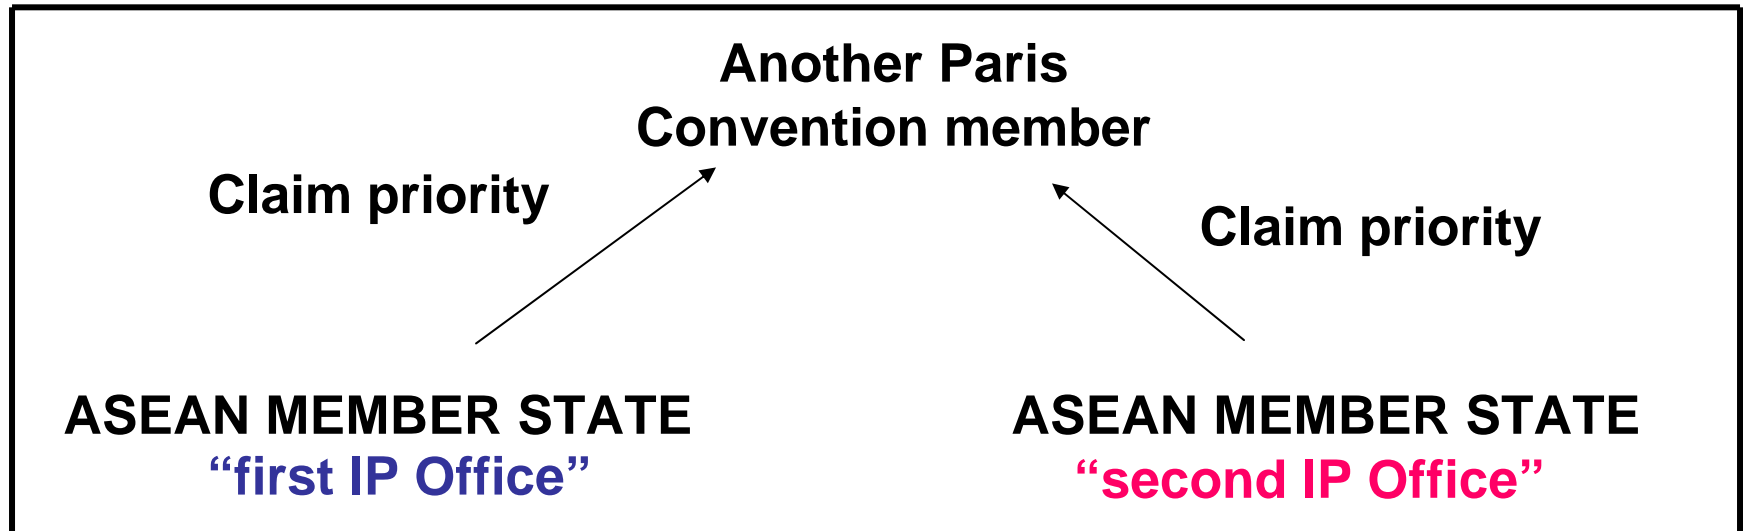 Another Paris
Convention member
Claim priority
Claim priority
ASEAN MEMBER STATE
“first IP Office”
ASEAN MEMBER STATE
“second IP Office”